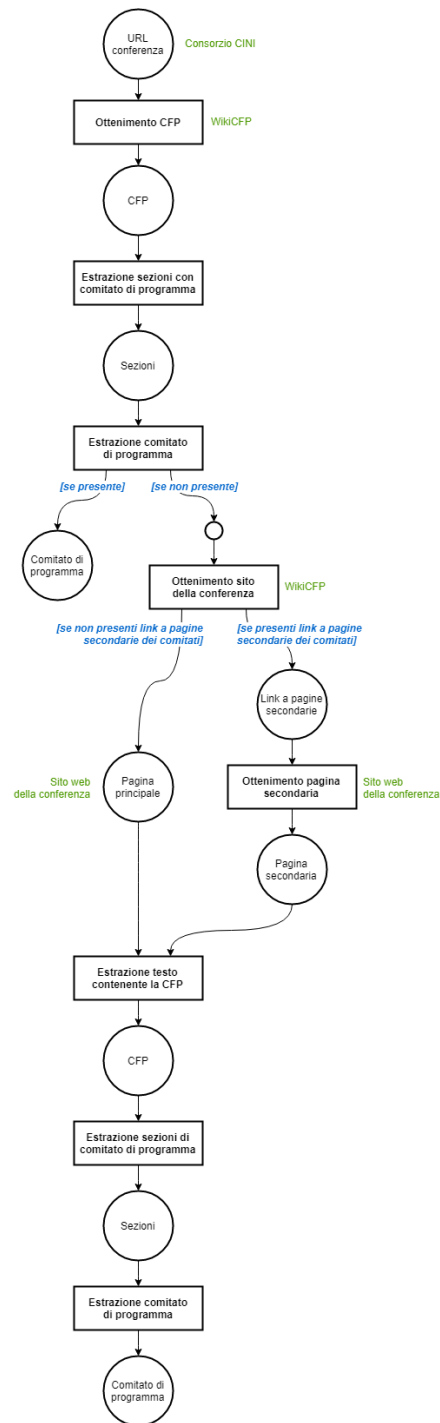 URL
conferenza
Consorzio CINI
Ottenimento CFP
WikiCFP
CFP
Estrazione sezioni con
comitato di programma
Sezioni
Estrazione comitato
di programma
[se presente]
[se non presente]
Comitato di
programma
Ottenimento sito
della conferenza
WikiCFP
[se non presenti link a pagine
secondarie dei comitati]
[se presenti link a pagine
secondarie dei comitati]
Link a pagine
secondarie
Sito web
della conferenza
Pagina
principale
Ottenimento pagina
secondaria
Sito web
della conferenza
Pagina
secondaria
Estrazione testo
contenente la CFP
CFP
Estrazione sezioni di
comitato di programma
Sezioni
Estrazione comitato
di programma
Comitato di
programma